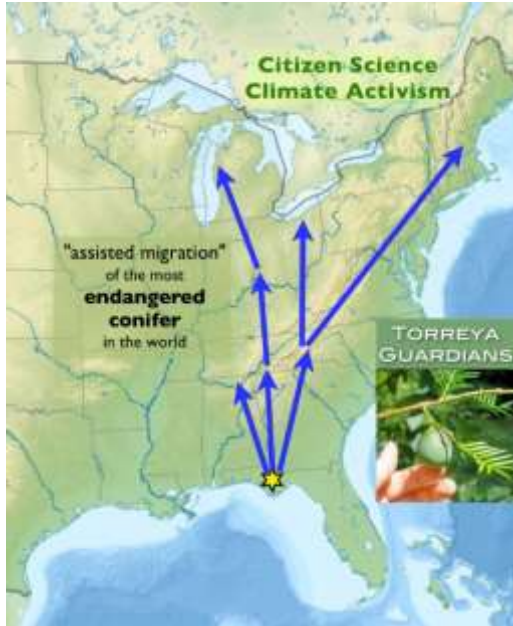 Citizen Science
Climate Activism
"assisted migration"
of the most
endangered
conifer
in the world
TORREYA
GUARDIANS